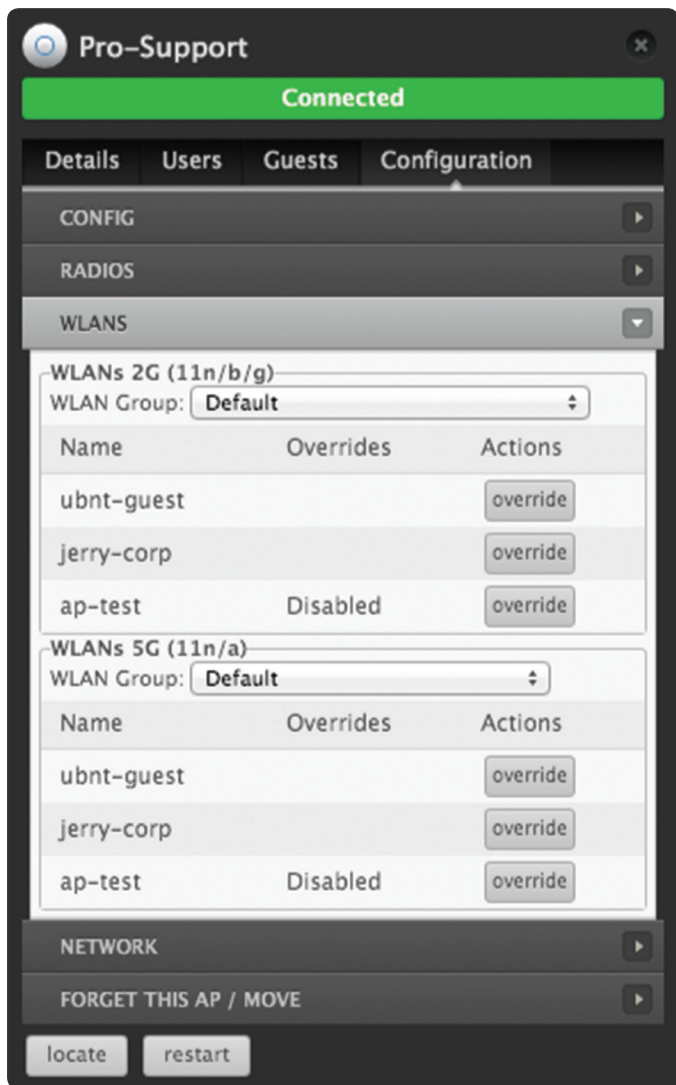 Pro-Support
Connected
Details Users Guests Configuration
CONFIG
RADIOS
WLANS
WLANs 2G (11n/b/g)
WLAN Group: Default
Name Overrides Actions
ubnt-guest override
jerry-corp override
ap-test Disabled override
WLANs 5G (11n/a)
WLAN Group: Default
Name Overrides Actions
ubnt-guest override
jerry-corp override
ap-test Disabled override
NETWORK
FORGET THIS AP / MOVE
locate restart